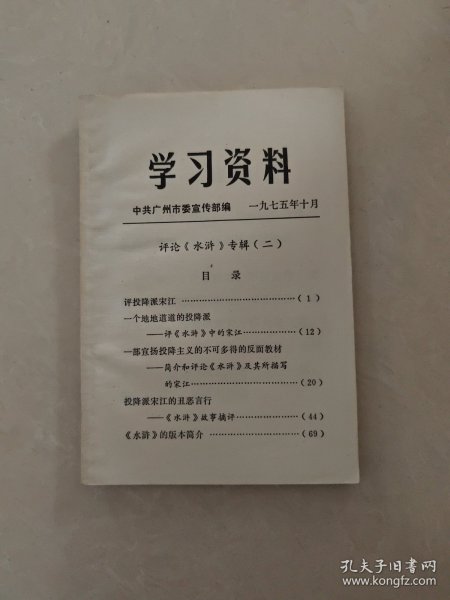 学习资料
中共广州市委宣传部编 一九七五年十月
评论《水浒》专辑(二)
目 录
评投降派宋江 ……………………………………(1)
一个地地道道的投降派
——评《水浒》中的宋江………………(12)
一部宣扬投降主义的不可多得的反面教材
——简介和评论《水浒》及其所描写
的宋江………………………………(20)
投降派宋江的丑恶言行
——《水浒》故事摘评…………………(44)
《水浒》的版本简介 ……………………………(69)
孔夫子旧书网
www.kongfz.com